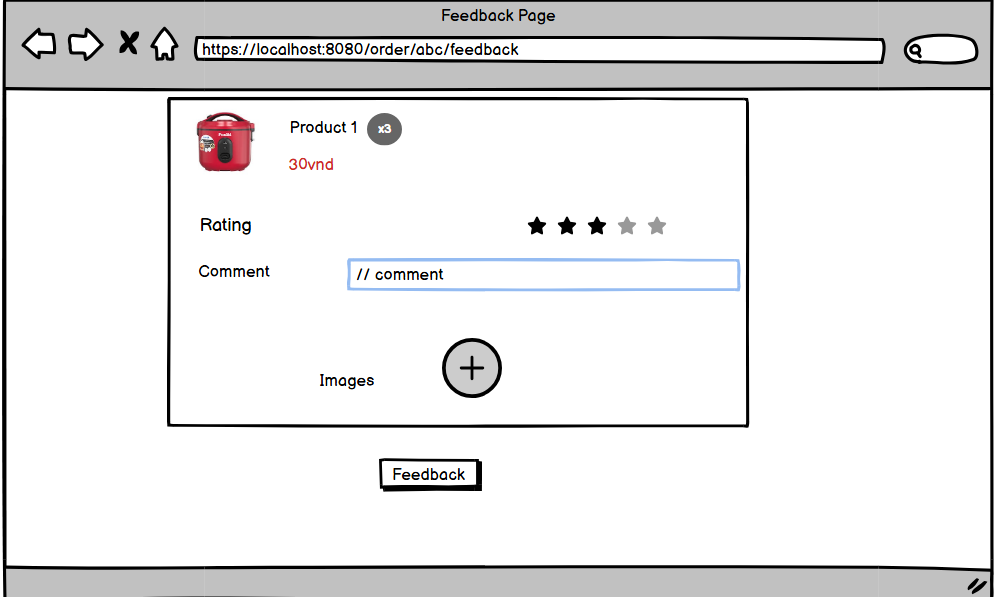 Feedback Page
https://localhost:8080/order/abc/feedback
Product 1 x3
30vnd
Rating
Comment // comment
Images
Feedback